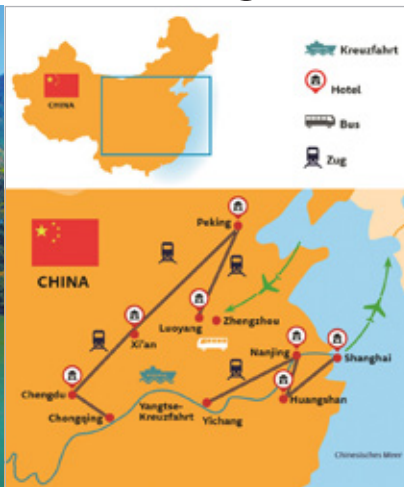 Kreuzfahrt
Hotel
Bus
Zug
CHINA
CHINA
Peking
Luoyang
Zhengzhou
Xi'an
Nanjing
Shanghai
Chengdu
Chongqing
Yangtse-
Kreuzfahrt
Yichang
Huangshan
Chinesisches Meer